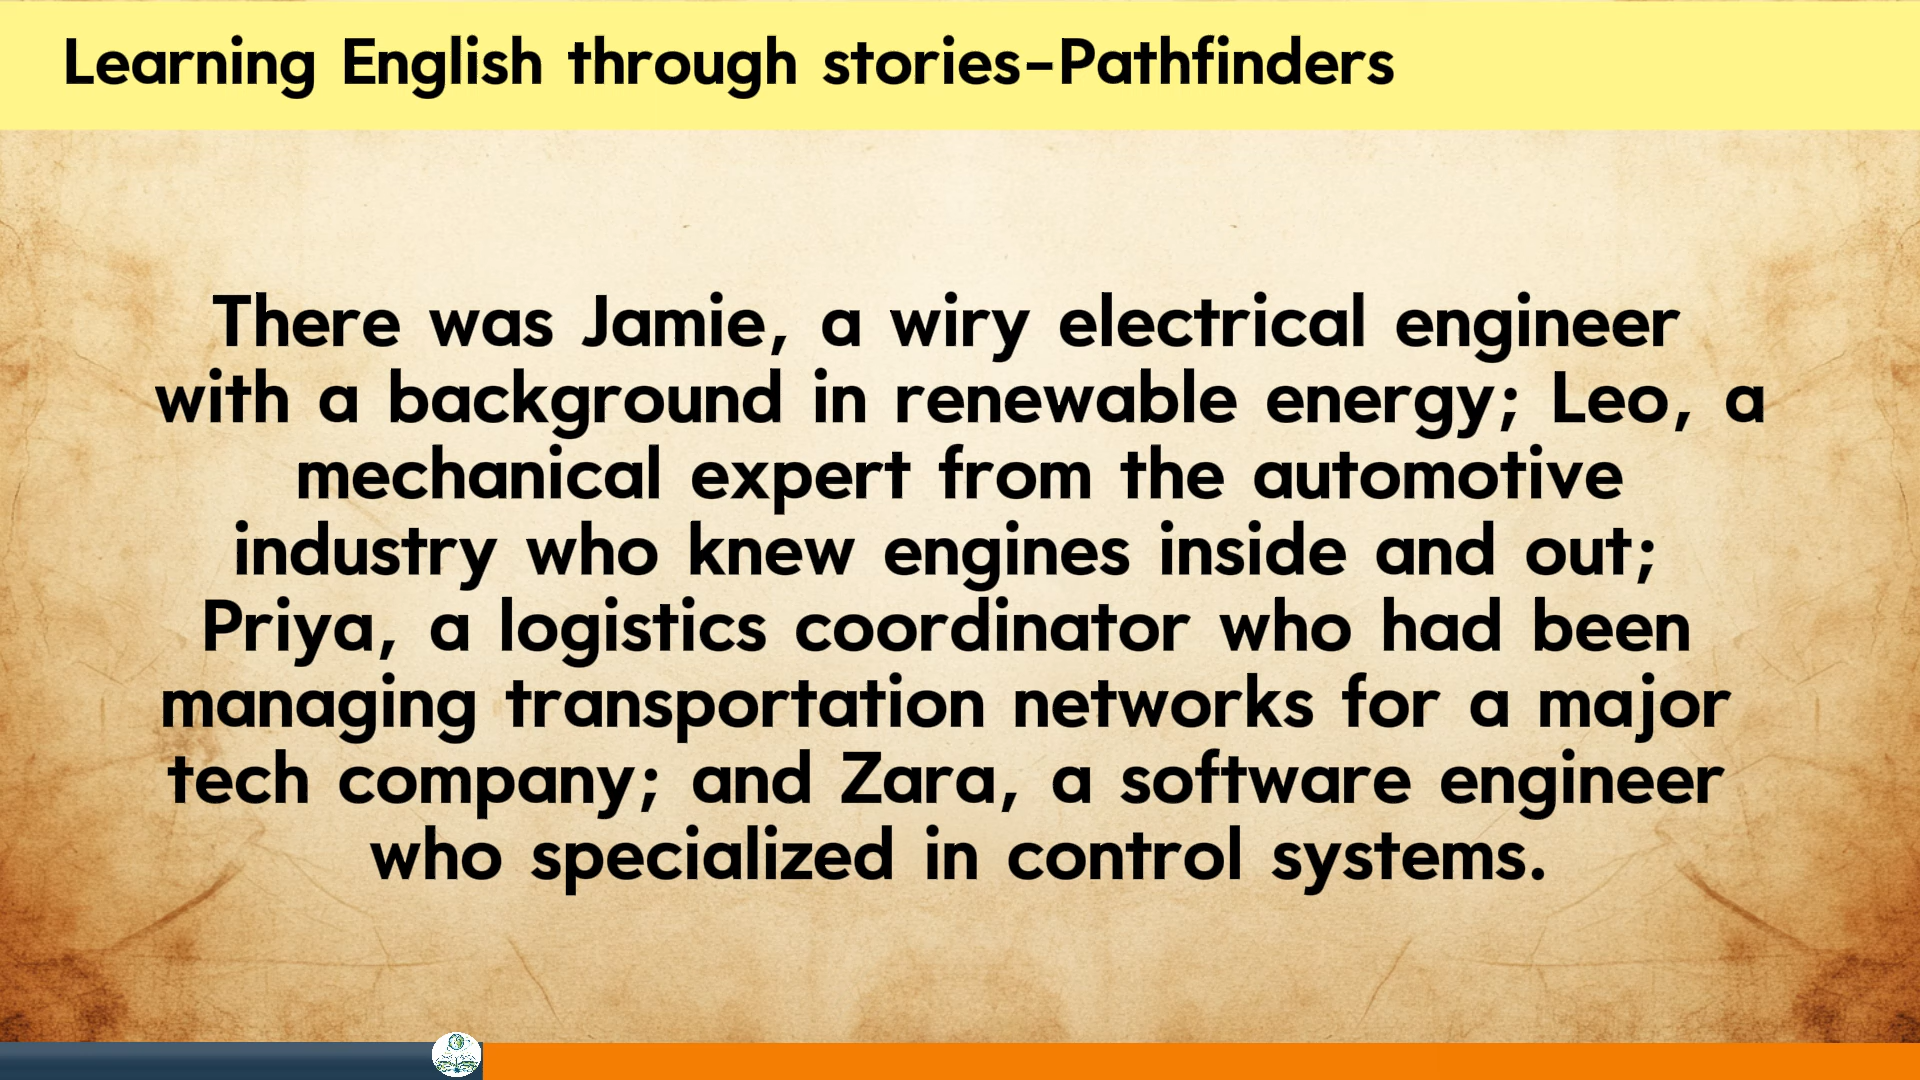 Learning English through stories-Pathfinders
There was Jamie, a wiry electrical engineer
with a background in renewable energy; Leo, a
mechanical expert from the automotive
industry who knew engines inside and out;
Priya, a logistics coordinator who had been
managing transportation networks for a major
tech company; and Zara, a software engineer
who specialized in control systems.